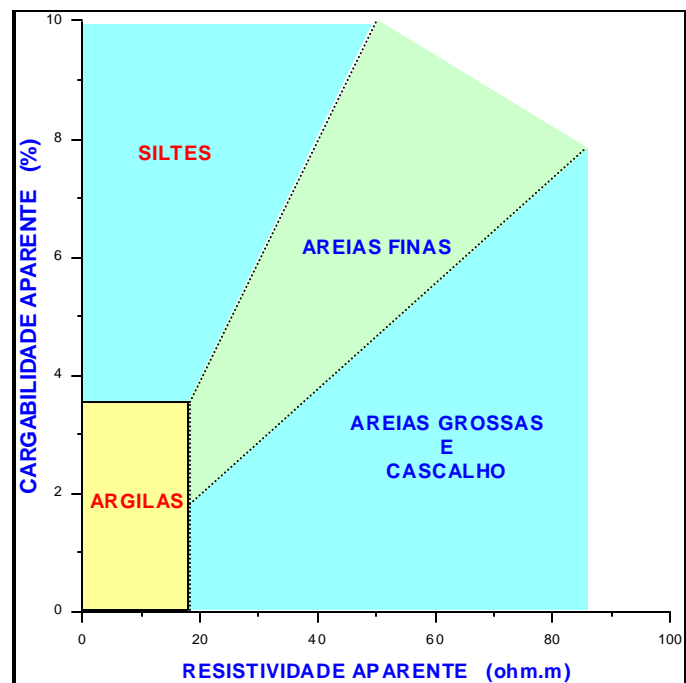 10
8
6
4
2
0
CARGABILIDADE APARENTE (%)
SILTES
AREIAS FINAS
AREIAS GROSSAS
E
CASCALHO
ARGILAS
0 20 40 60 80 100
RESISTIVIDADE APARENTE (ohm.m)